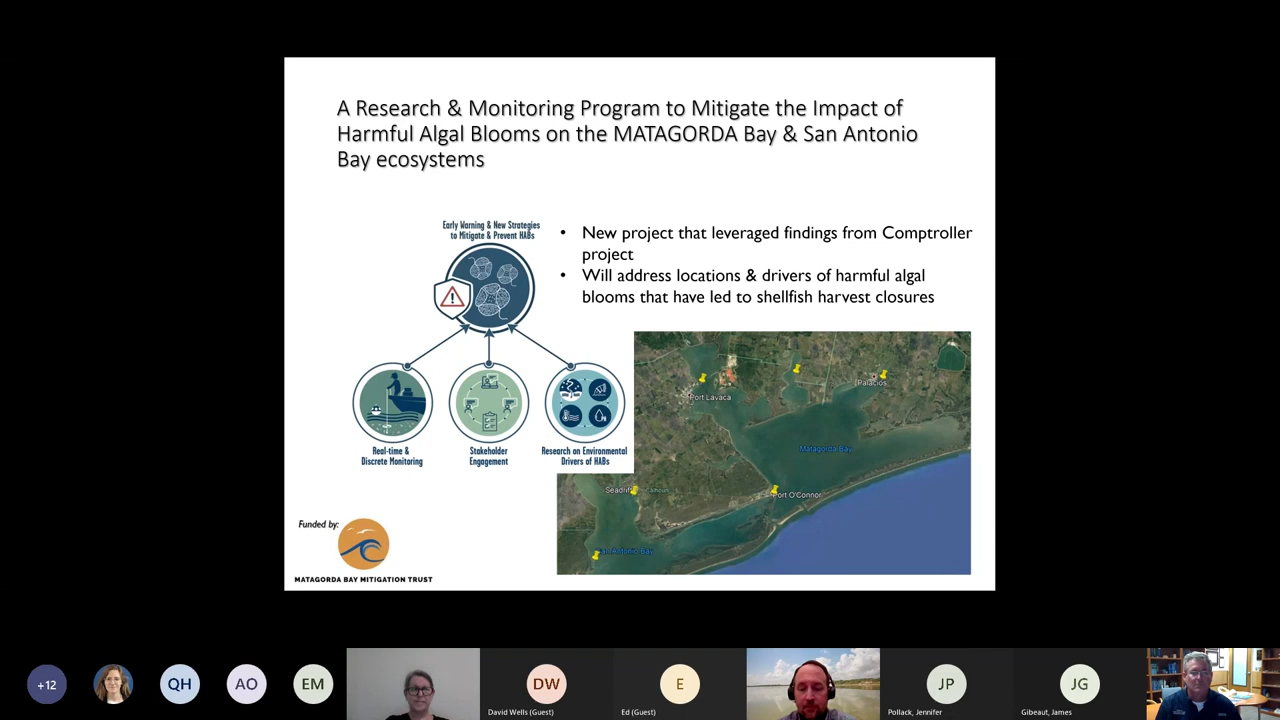 A Research & Monitoring Program to Mitigate the Impact of
Harmful Algal Blooms on the MATAGORDA Bay & San Antonio
Bay ecosystems
Early Warning & New Strategies
to Mitigate & Prevent HABs
• New project that leveraged findings from Comptroller
project
• Will address locations & drivers of harmful algal
blooms that have led to shellfish harvest closures
Real-time &
Discrete Monitoring
Stakeholder
Engagement
Research on Environmental
Drivers of HABs
Port Lavaca
Palacios
Matagorda Bay
Seadrift
Calhoun
Port O'Connor
San Antonio Bay
Funded by:
MATAGORDA BAY MITIGATION TRUST
+12
QH
AO
EM
DW
David Wells (Guest)
E
Ed (Guest)
JP
Pollack, Jennifer
JG
Gibeaut, James